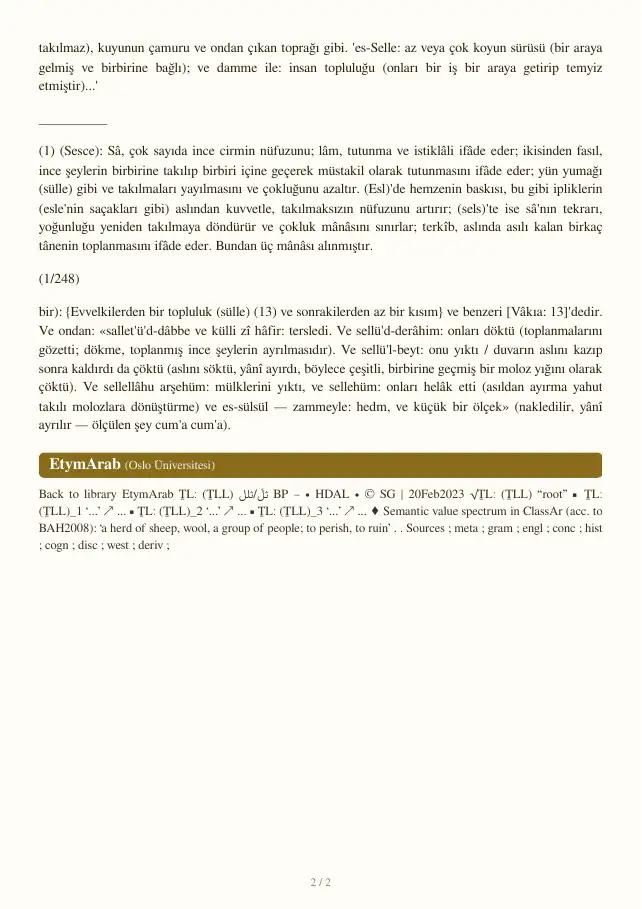 takılmaz), kuyunun çamuru ve ondan çıkan toprağı gibi. 'es-Selle: az veya çok koyun sürüsü (bir araya
gelmiş ve birbirine bağlı); ve damme ile: insan topluluğu (onları bir iş bir araya getirip temyiz
etmiştir)...'
__________
(1) (Sesce): Sâ, çok sayıda ince cirmin nüfuzunu; lâm, tutunma ve istiklâli ifâde eder; ikisinden fasıl,
ince şeylerin birbirine takılıp birbiri içine geçerek müstakil olarak tutunmasını ifâde eder; yün yumağı
(sülle) gibi ve takılmaları yayılmasını ve çokluğunu azaltır. (Esl)'de hemzenin baskısı, bu gibi ipliklerin
(esle'nin saçakları gibi) aslından kuvvetle, takılmaksızın nüfuzunu artırır; (sels)'te ise sâ'nın tekrarı,
yoğunluğu yeniden takılmaya döndürür ve çokluk mânâsını sınırlar; terkîb, aslında asılı kalan birkaç
tânenin toplanmasını ifâde eder. Bundan üç mânâsı alınmıştır.
(1/248)
bir): {Evvelkilerden bir topluluk (sülle) (13) ve sonrakilerden az bir kısım} ve benzeri [Vâkıa: 13]'dedir.
Ve ondan: «sallet'ü'd-dâbbe ve külli zî hâfir: tersledi. Ve sellü'd-derâhim: onları döktü (toplanmalarını
gözetti; dökme, toplanmış ince şeylerin ayrılmasıdır). Ve sellü'l-beyt: onu yıktı / duvarın aslını kazıp
sonra kaldırdı da çöktü (aslını söktü, yânî ayırdı, böylece çeşitli, birbirine geçmiş bir moloz yığını olarak
çöktü). Ve sellellâhu arşehüm: mülklerini yıktı, ve sellehüm: onları helâk etti (asıldan ayırma yahut
takılı molozlara dönüştürme) ve es-sülsül — zammeyle: hedm, ve küçük bir ölçek» (nakledilir, yânî
ayrılır — ölçülen şey cum'a cum'a).
EtymArab (Oslo Üniversitesi)
Back to library EtymArab ṮL: (ṮLL) ثلّ/ثلل BP – • HDAL • © SG | 20Feb2023 √ṮL: (ṮLL) “root” ▪ ṮL:
(ṮLL)_1 ‘...’ ↗ ... ▪ ṮL: (ṮLL)_2 ‘...’ ↗ ... ▪ ṮL: (ṮLL)_3 ‘...’ ↗ ... ♦ Semantic value spectrum in ClassAr (acc. to
BAH2008): ‘a herd of sheep, wool, a group of people; to perish, to ruin’ . . Sources ; meta ; gram ; engl ; conc ; hist
; cogn ; disc ; west ; deriv ;
2 / 2